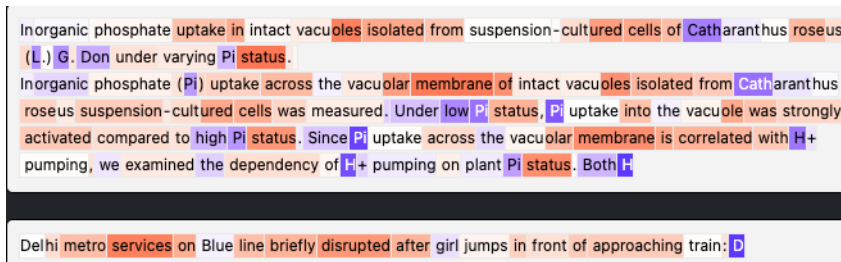 Inorganic phosphate uptake in intact vacuoles isolated from suspension-cultured cells of Catharanthus roseus
(L.) G. Don under varying Pi status.
Inorganic phosphate (Pi) uptake across the vacuolar membrane of intact vacuoles isolated from Catharanthus
roseus suspension-cultured cells was measured. Under low Pi status, Pi uptake into the vacuole was strongly
activated compared to high Pi status. Since Pi uptake across the vacuolar membrane is correlated with H+
pumping, we examined the dependency of H+ pumping on plant Pi status. Both H
Delhi metro services on Blue line briefly disrupted after girl jumps in front of approaching train: D